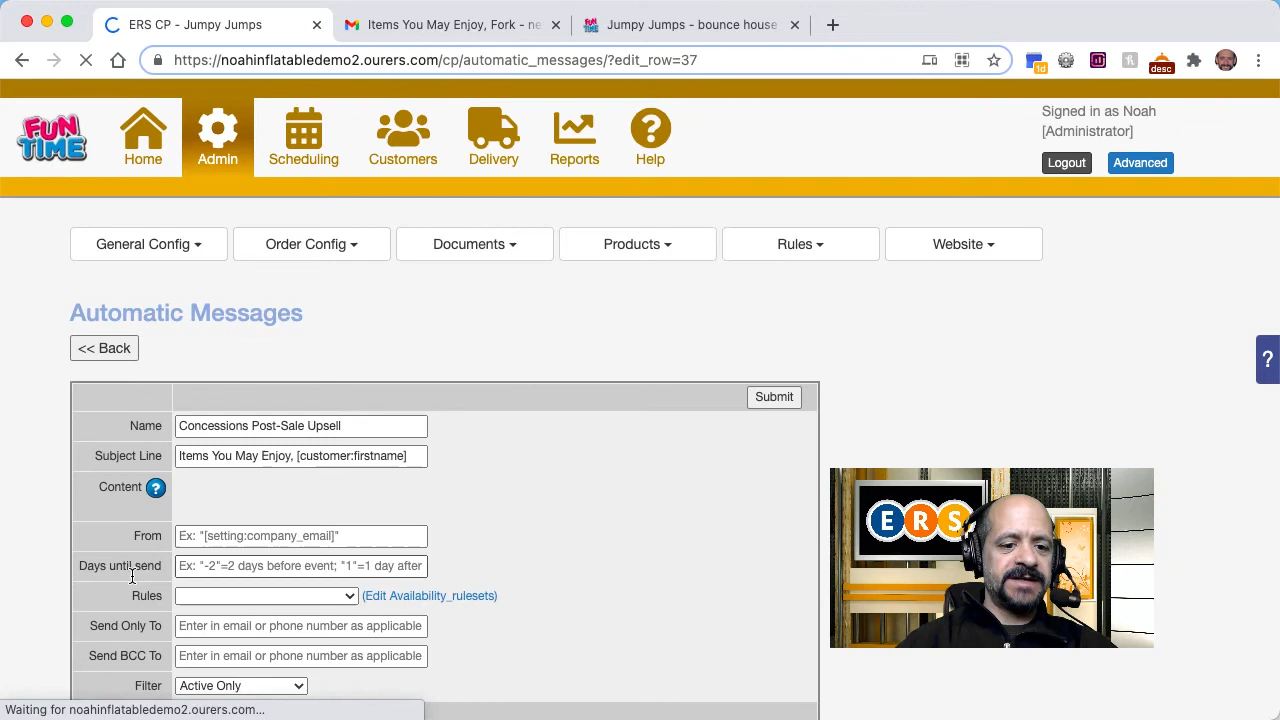 ERS CP - Jumpy Jumps
Items You May Enjoy, Fork - ne
Jumpy Jumps - bounce house
https://noahinflatabledemo2.ourers.com/cp/automatic_messages/?edit_row=37
1d
desc
FUN
TIME
Home
Admin
Scheduling
Customers
Delivery
Reports
Help
Signed in as Noah
[Administrator]
Logout
Advanced
General Config
Order Config
Documents
Products
Rules
Website
Automatic Messages
<< Back
?
Submit
Name
Concessions Post-Sale Upsell
Subject Line
Items You May Enjoy, [customer:firstname]
Content ?
From
Ex: "[setting:company_email]"
Days until send
Ex: "-2"=2 days before event; "1"=1 day after
Rules
(Edit Availability_rulesets)
Send Only To
Enter in email or phone number as applicable
Send BCC To
Enter in email or phone number as applicable
Filter
Active Only
ERS
Waiting for noahinflatabledemo2.ourers.com...